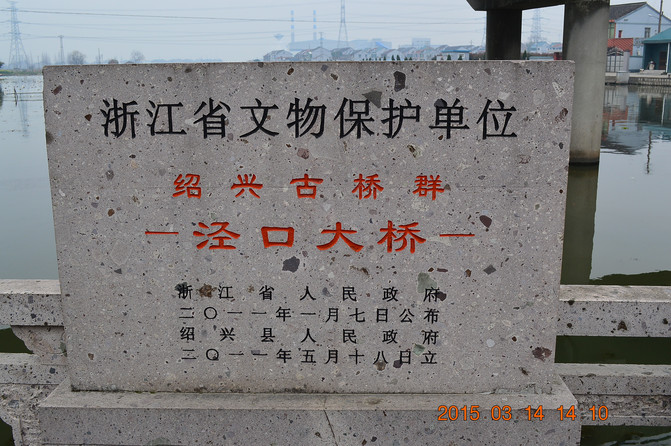 浙江省文物保护单位
绍兴古桥群
—泾口大桥—
浙江省人民政府
二〇一一年一月七日公布
绍兴县人民政府
二〇一一年五月十八日立
2015 03 14 14 10